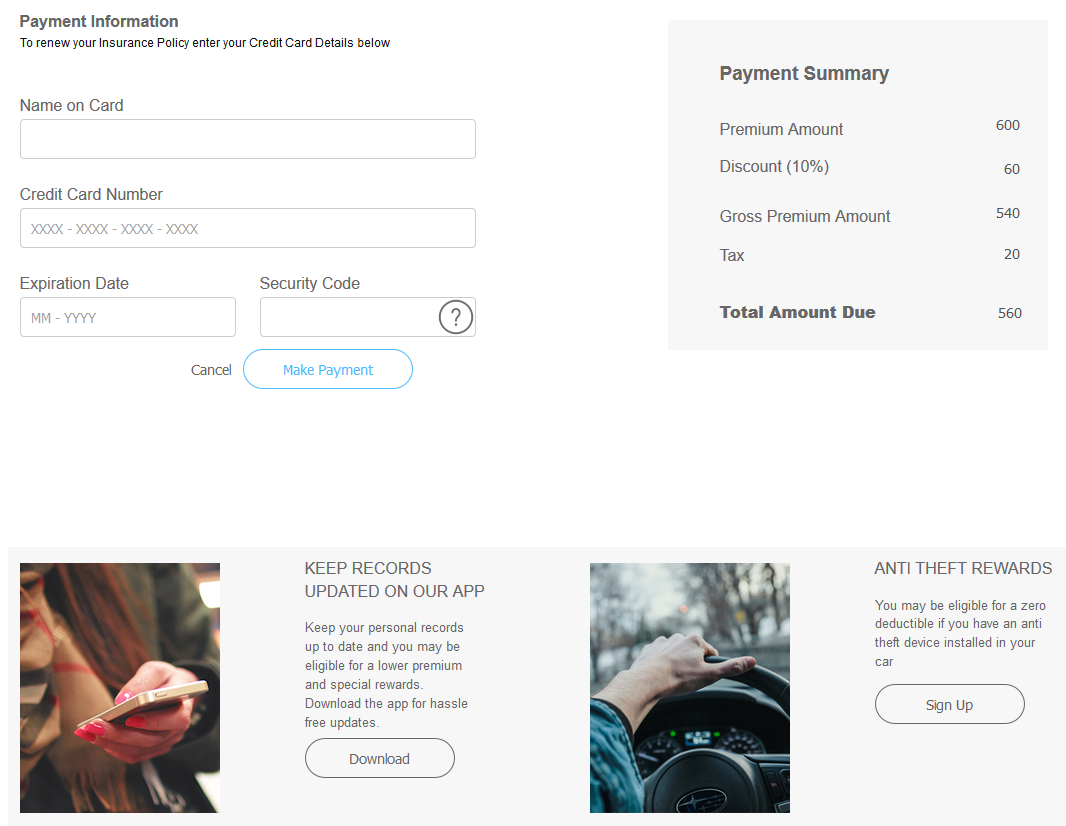 Payment Information
To renew your Insurance Policy enter your Credit Card Details below
Name on Card
Credit Card Number
XXXX - XXXX - XXXX - XXXX
Expiration Date
Security Code
MM - YYYY
?
Cancel
Make Payment
Payment Summary
Premium Amount 600
Discount (10%) 60
Gross Premium Amount 540
Tax 20
Total Amount Due 560
KEEP RECORDS
UPDATED ON OUR APP
Keep your personal records
up to date and you may be
eligible for a lower premium
and special rewards.
Download the app for hassle
free updates.
Download
ANTI THEFT REWARDS
You may be eligible for a zero
deductible if you have an anti
theft device installed in your
car
Sign Up